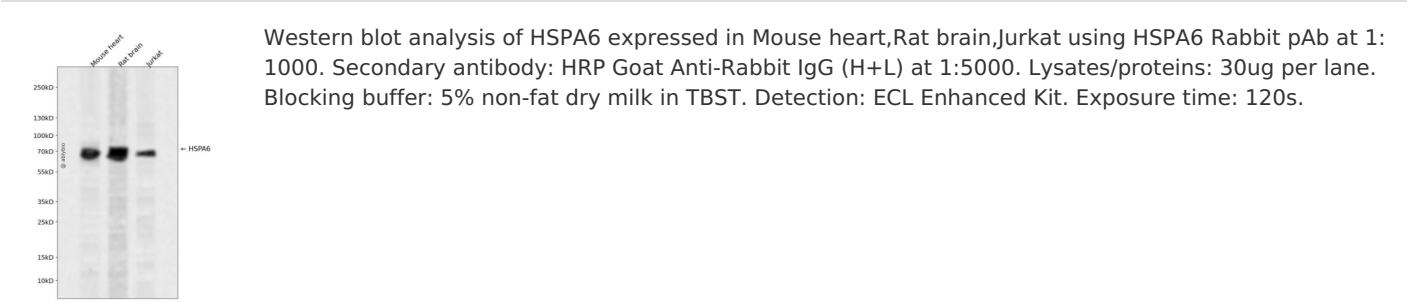 Mouse heart
Rat brain
Jurkat
250kD
130kD
100kD
70kD
55kD
35kD
25kD
15kD
10kD
@ ablybio
← HSPA6
Western blot analysis of HSPA6 expressed in Mouse heart,Rat brain,Jurkat using HSPA6 Rabbit pAb at 1:
1000. Secondary antibody: HRP Goat Anti-Rabbit IgG (H+L) at 1:5000. Lysates/proteins: 30ug per lane.
Blocking buffer: 5% non-fat dry milk in TBST. Detection: ECL Enhanced Kit. Exposure time: 120s.